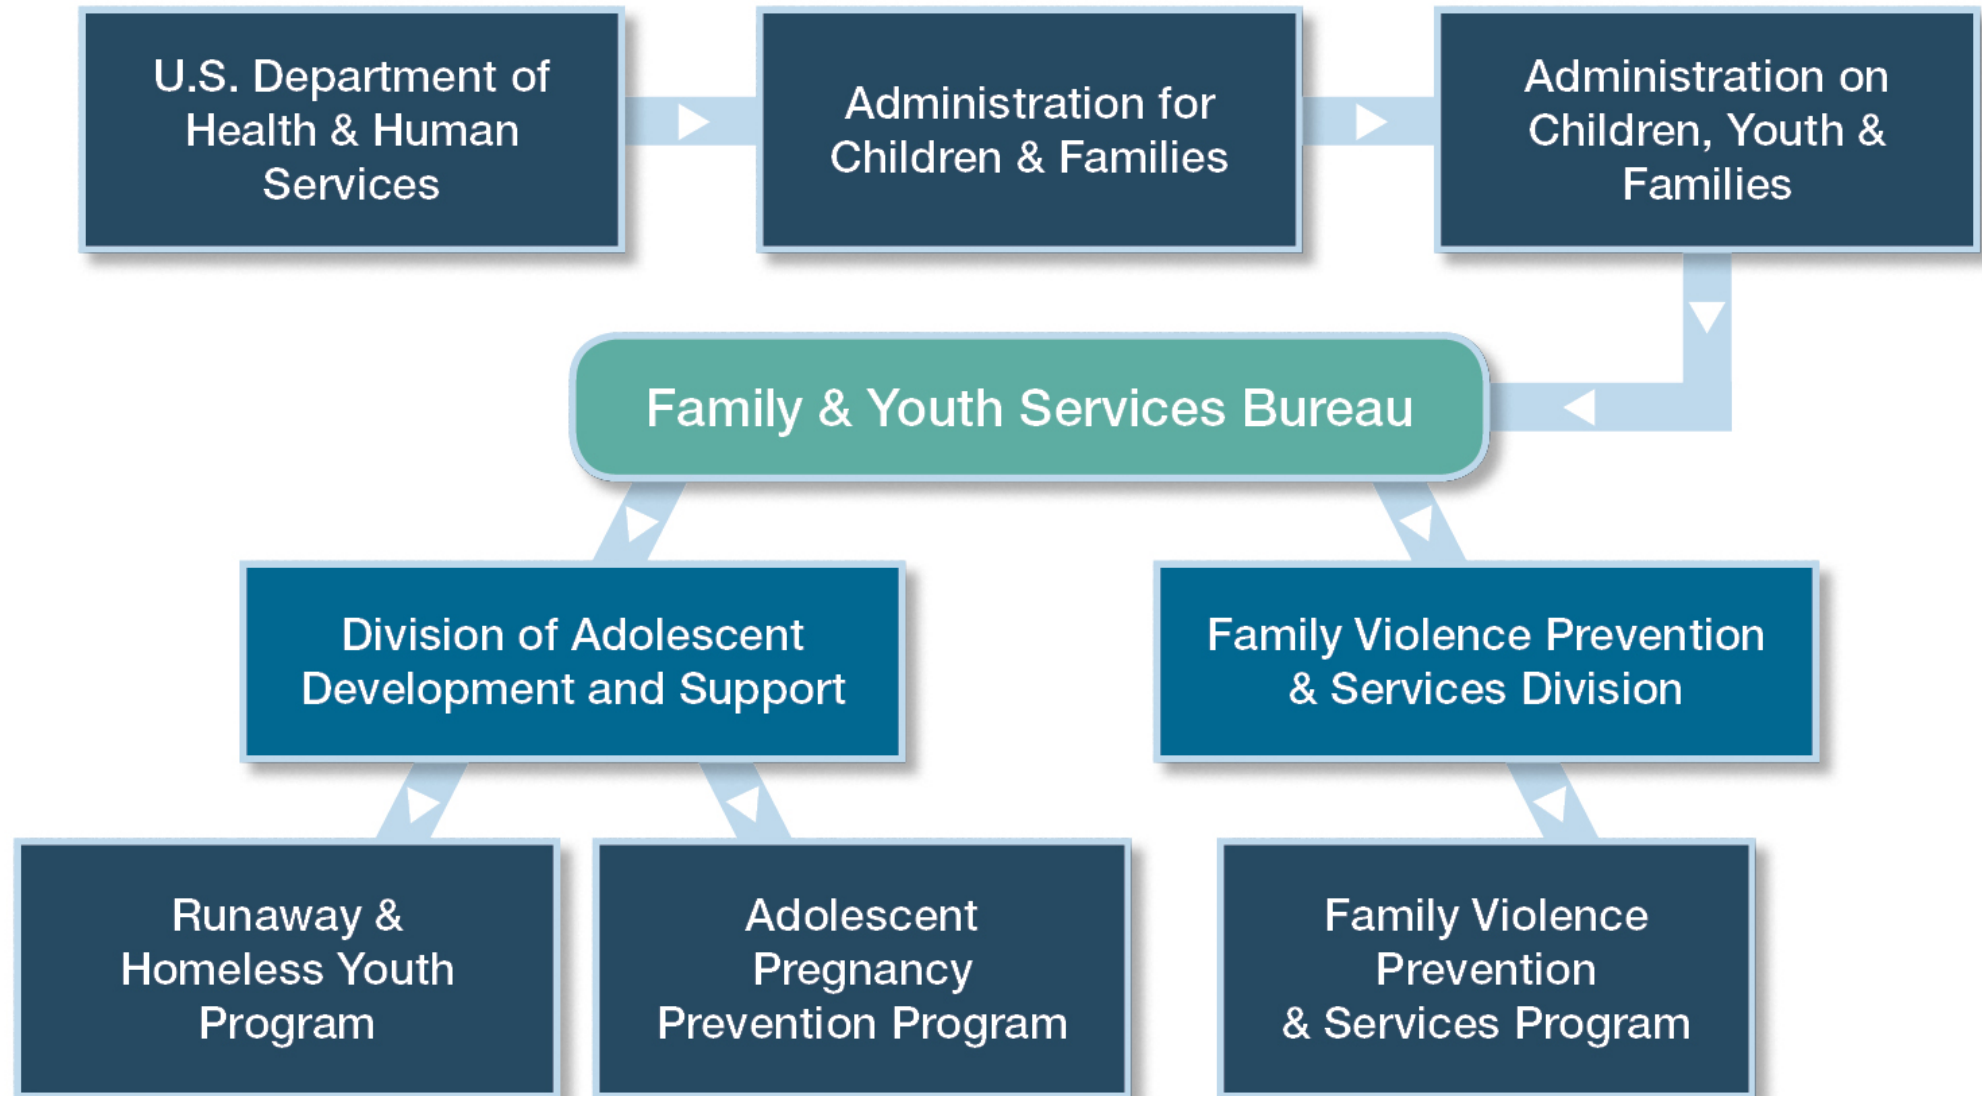 U.S. Department of
Health & Human
Services
Administration for
Children & Families
Administration on
Children, Youth &
Families
Family & Youth Services Bureau
Division of Adolescent
Development and Support
Family Violence Prevention
& Services Division
Runaway &
Homeless Youth
Program
Adolescent
Pregnancy
Prevention Program
Family Violence
Prevention
& Services Program